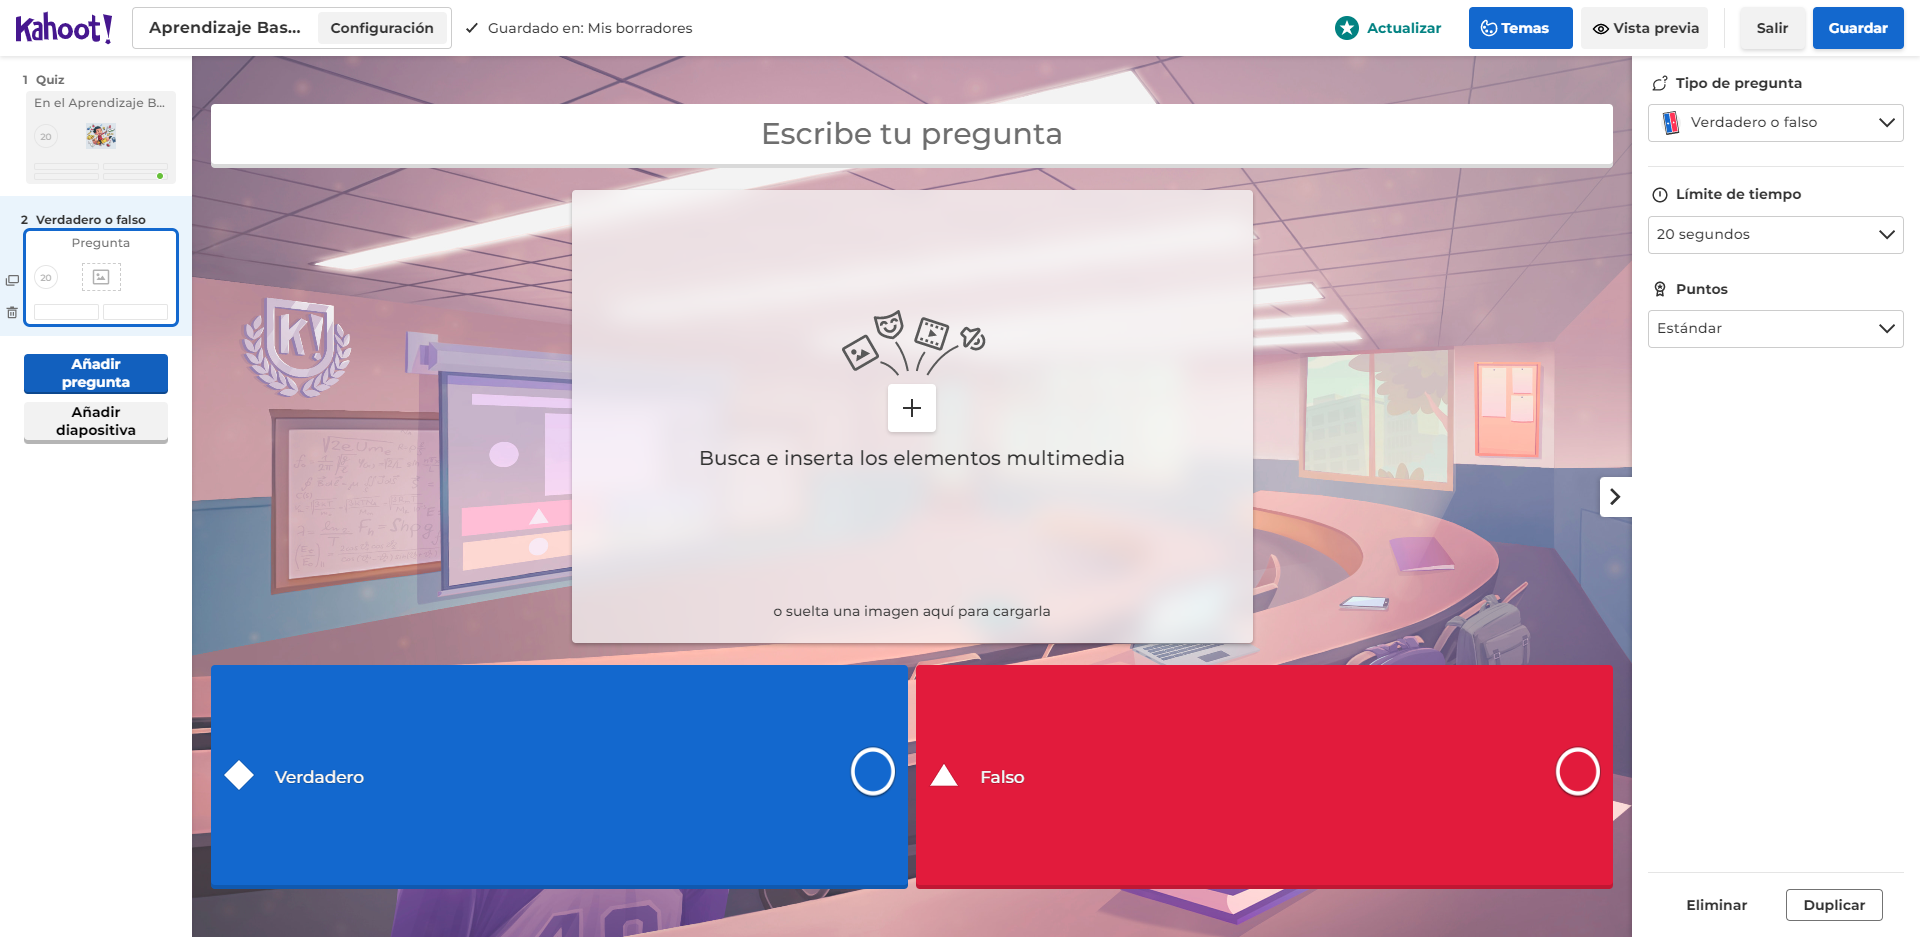 Kahoot!
Aprendizaje Bas...
Configuración
Guardado en: Mis borradores
Actualizar
Temas
Vista previa
Salir
Guardar
1 Quiz
En el Aprendizaje B...
20
2 Verdadero o falso
Pregunta
20
Añadir
pregunta
Añadir
diapositiva
Escribe tu pregunta
K!
Busca e inserta los elementos multimedia
o suelta una imagen aquí para cargarla
Verdadero
Falso
Tipo de pregunta
Verdadero o falso
Límite de tiempo
20 segundos
Puntos
Estándar
Eliminar
Duplicar